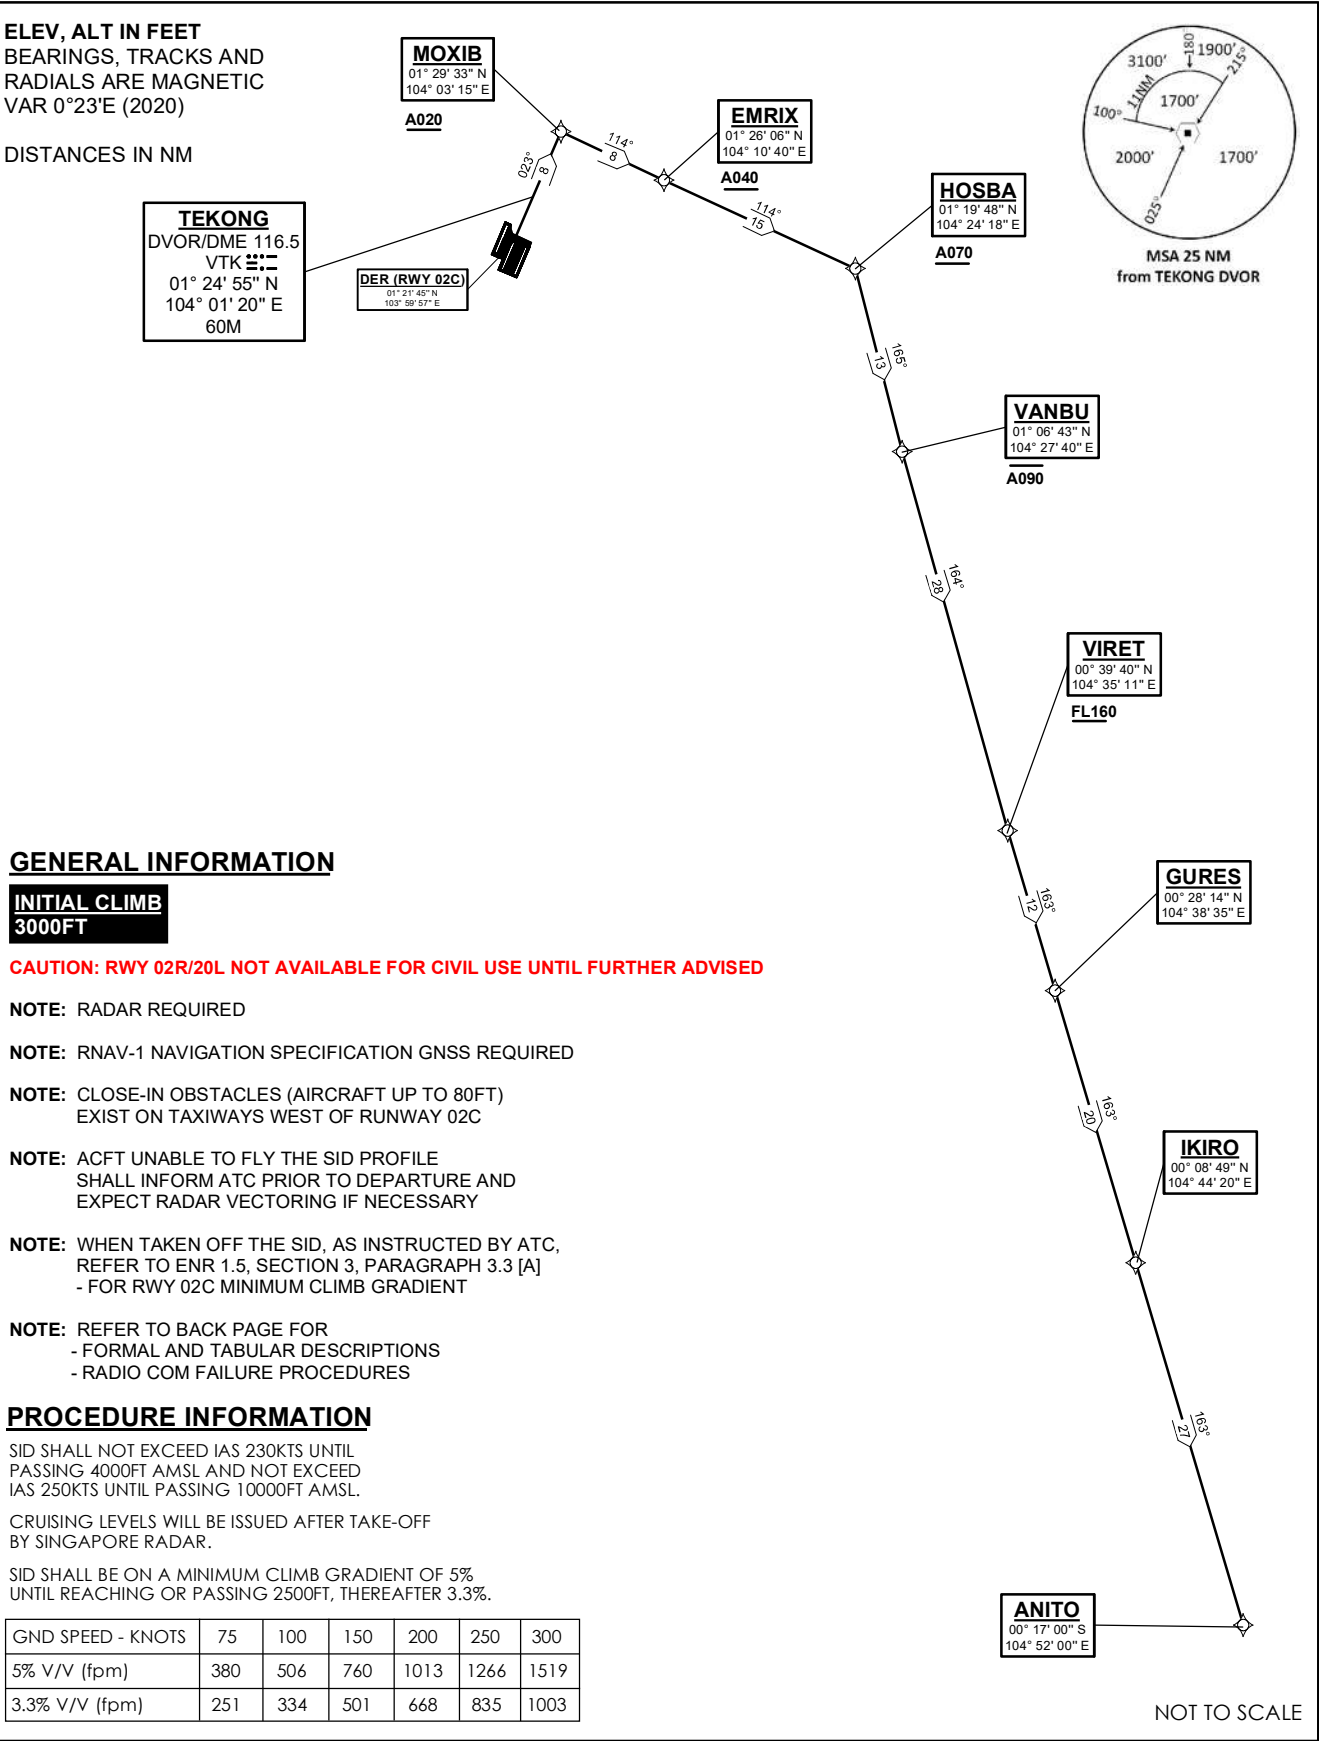 ELEV, ALT IN FEET
BEARINGS, TRACKS AND
RADIALS ARE MAGNETIC
VAR 0°23'E (2020)
DISTANCES IN NM
MOXIB
01° 29' 33" N
104° 03' 15" E
A020
EMRIX
01° 26' 06" N
104° 10' 40" E
A040
HOSBA
01° 19' 48" N
104° 24' 18" E
A070
3100'
180°
1900'
215°
11NM
1700'
100°
2000'
1700'
025°
MSA 25 NM
from TEKONG DVOR
TEKONG
DVOR/DME 116.5
VTK
01° 24' 55" N
104° 01' 20" E
60M
DER (RWY 02C)
01° 21' 45" N
103° 59' 57" E
023°
8
114°
8
114°
15
165°
13
VANBU
01° 06' 43" N
104° 27' 40" E
A090
164°
28
VIRET
00° 39' 40" N
104° 35' 11" E
FL160
163°
12
GURES
00° 28' 14" N
104° 38' 35" E
163°
20
IKIRO
00° 08' 49" N
104° 44' 20" E
163°
27
ANITO
00° 17' 00" S
104° 52' 00" E
GENERAL INFORMATION
INITIAL CLIMB
3000FT
CAUTION: RWY 02R/20L NOT AVAILABLE FOR CIVIL USE UNTIL FURTHER ADVISED
NOTE: RADAR REQUIRED
NOTE: RNAV-1 NAVIGATION SPECIFICATION GNSS REQUIRED
NOTE: CLOSE-IN OBSTACLES (AIRCRAFT UP TO 80FT)
EXIST ON TAXIWAYS WEST OF RUNWAY 02C
NOTE: ACFT UNABLE TO FLY THE SID PROFILE
SHALL INFORM ATC PRIOR TO DEPARTURE AND
EXPECT RADAR VECTORING IF NECESSARY
NOTE: WHEN TAKEN OFF THE SID, AS INSTRUCTED BY ATC,
REFER TO ENR 1.5, SECTION 3, PARAGRAPH 3.3 [A]
- FOR RWY 02C MINIMUM CLIMB GRADIENT
NOTE: REFER TO BACK PAGE FOR
- FORMAL AND TABULAR DESCRIPTIONS
- RADIO COM FAILURE PROCEDURES
PROCEDURE INFORMATION
SID SHALL NOT EXCEED IAS 230KTS UNTIL
PASSING 4000FT AMSL AND NOT EXCEED
IAS 250KTS UNTIL PASSING 10000FT AMSL.
CRUISING LEVELS WILL BE ISSUED AFTER TAKE-OFF
BY SINGAPORE RADAR.
SID SHALL BE ON A MINIMUM CLIMB GRADIENT OF 5%
UNTIL REACHING OR PASSING 2500FT, THEREAFTER 3.3%.
GND SPEED - KNOTS 75 100 150 200 250 300
5% V/V (fpm) 380 506 760 1013 1266 1519
3.3% V/V (fpm) 251 334 501 668 835 1003
NOT TO SCALE